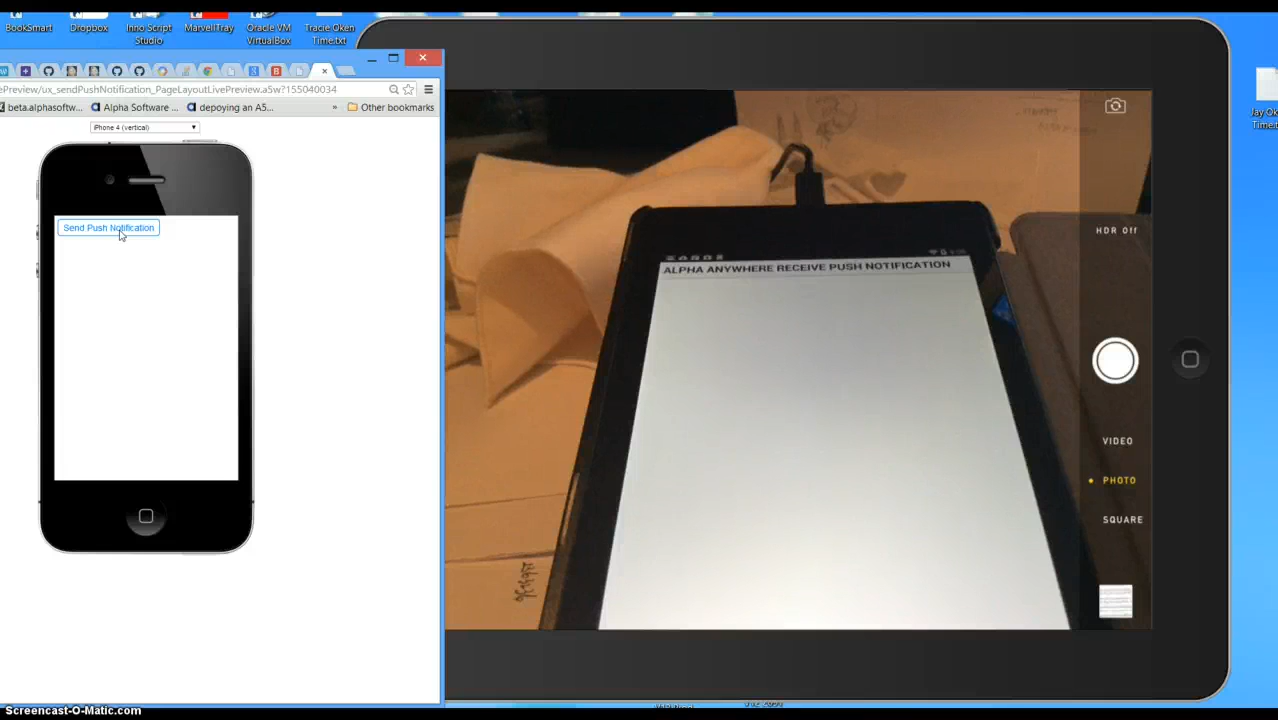 BookSmart
Dropbox
Inno Script
Studio
MarvellTray
Oracle VM
VirtualBox
Tracie Oken
Time.txt
ePreview/ux_sendPushNotification_PageLayoutLivePreview.a5w?155040034
beta.alphasoftw...
Alpha Software ...
depoying an A5...
»
Other bookmarks
iPhone 4 (vertical)
Send Push Notification
ALPHA ANYWHERE RECEIVE PUSH NOTIFICATION
HDR Off
VIDEO
PHOTO
SQUARE
Jay Ok
Time.t
Screencast-O-Matic.com